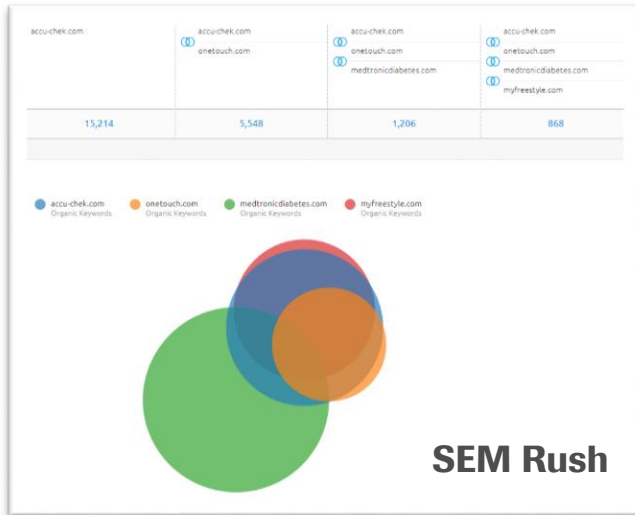 accu-chek.com
accu-chek.com
onetouch.com
accu-chek.com
onetouch.com
medtronicdiabetes.com
accu-chek.com
onetouch.com
medtronicdiabetes.com
myfreestyle.com
15,214 5,548 1,206 868
accu-chek.com onetouch.com medtronicdiabetes.com myfreestyle.com
Organic Keywords Organic Keywords Organic Keywords Organic Keywords
SEM Rush